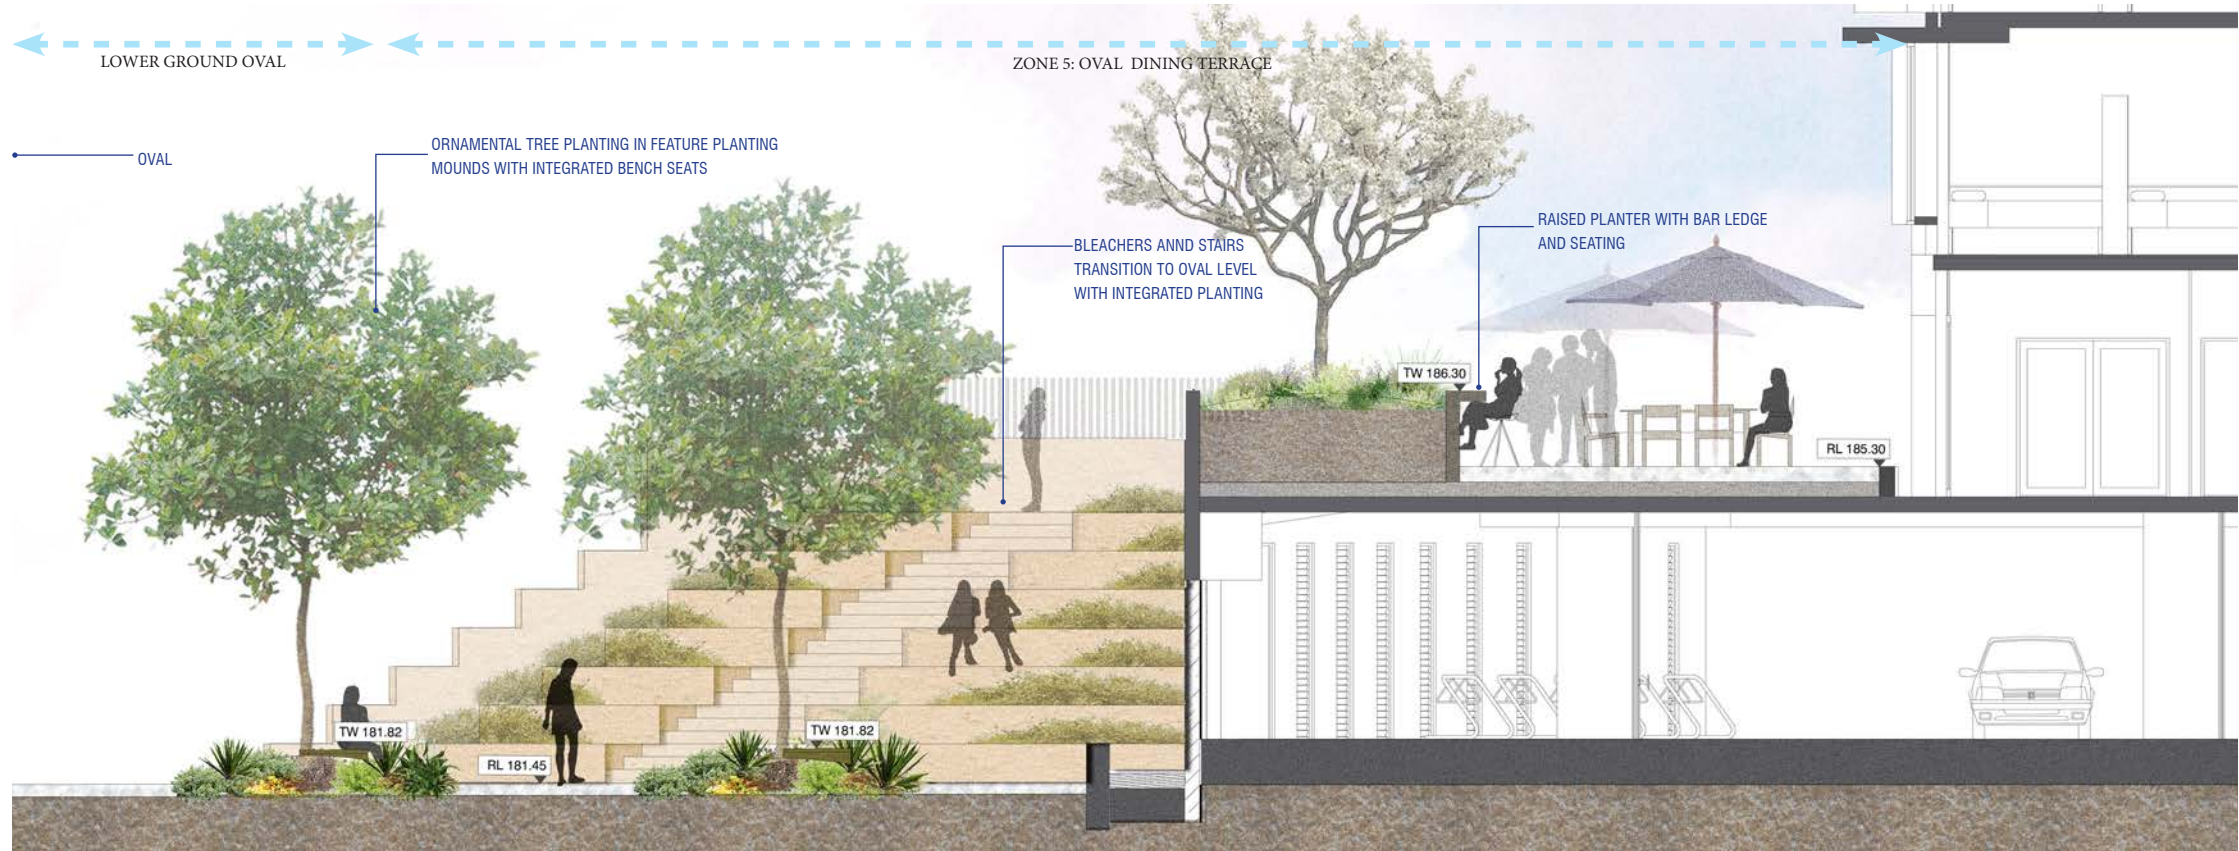 LOWER GROUND OVAL
ZONE 5: OVAL DINING TERRACE
OVAL
ORNAMENTAL TREE PLANTING IN FEATURE PLANTING
MOUNDS WITH INTEGRATED BENCH SEATS
BLEACHERS ANND STAIRS
TRANSITION TO OVAL LEVEL
WITH INTEGRATED PLANTING
RAISED PLANTER WITH BAR LEDGE
AND SEATING
TW 186.30
RL 185.30
TW 181.82
TW 181.82
RL 181.45